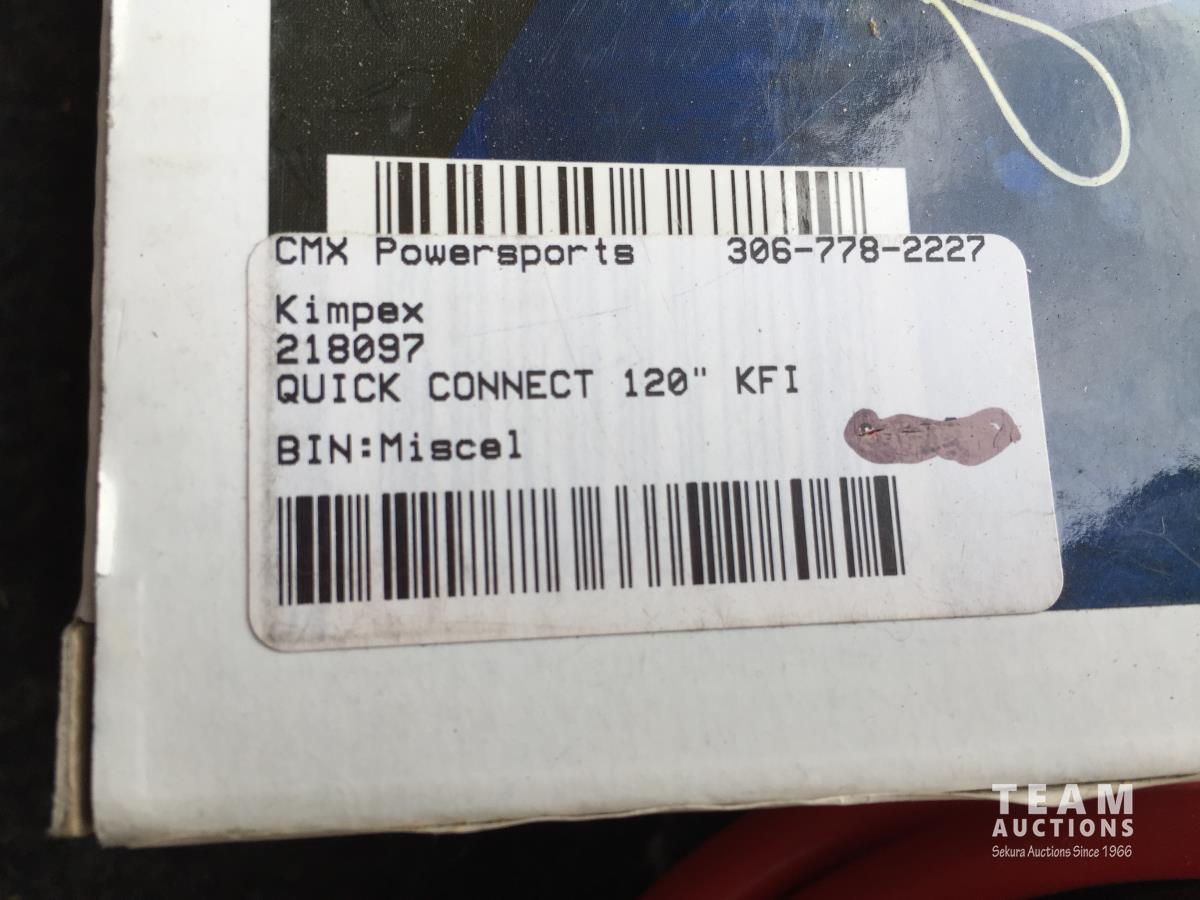 CMX Powersports 306-778-2227
Kimpex
218097
QUICK CONNECT 120" KFI
BIN:Miscel
TEAM
AUCTIONS
Sekura Auctions Since 1966